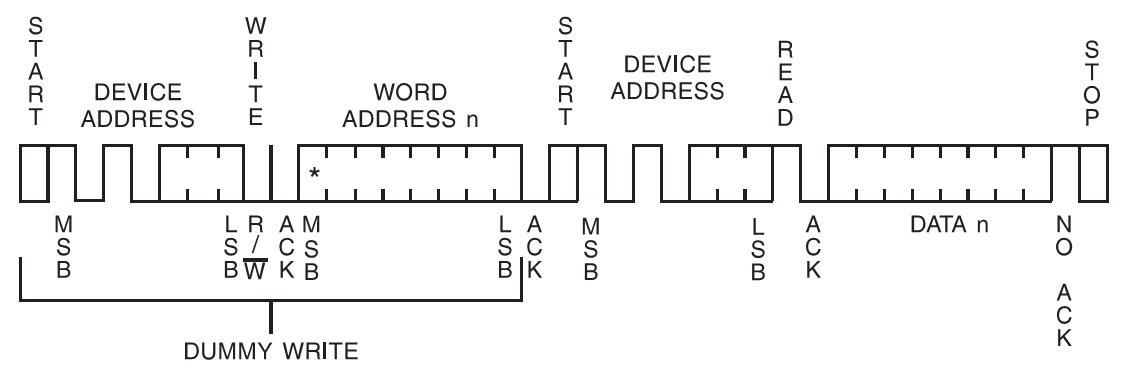 START
DEVICE
ADDRESS
WRITE
WORD
ADDRESS n
START
DEVICE
ADDRESS
READ
STOP
*
MSB
LSB
R/W
ACK
MSB
LSB
ACK
MSB
LSB
ACK
DATA n
NO ACK
DUMMY WRITE